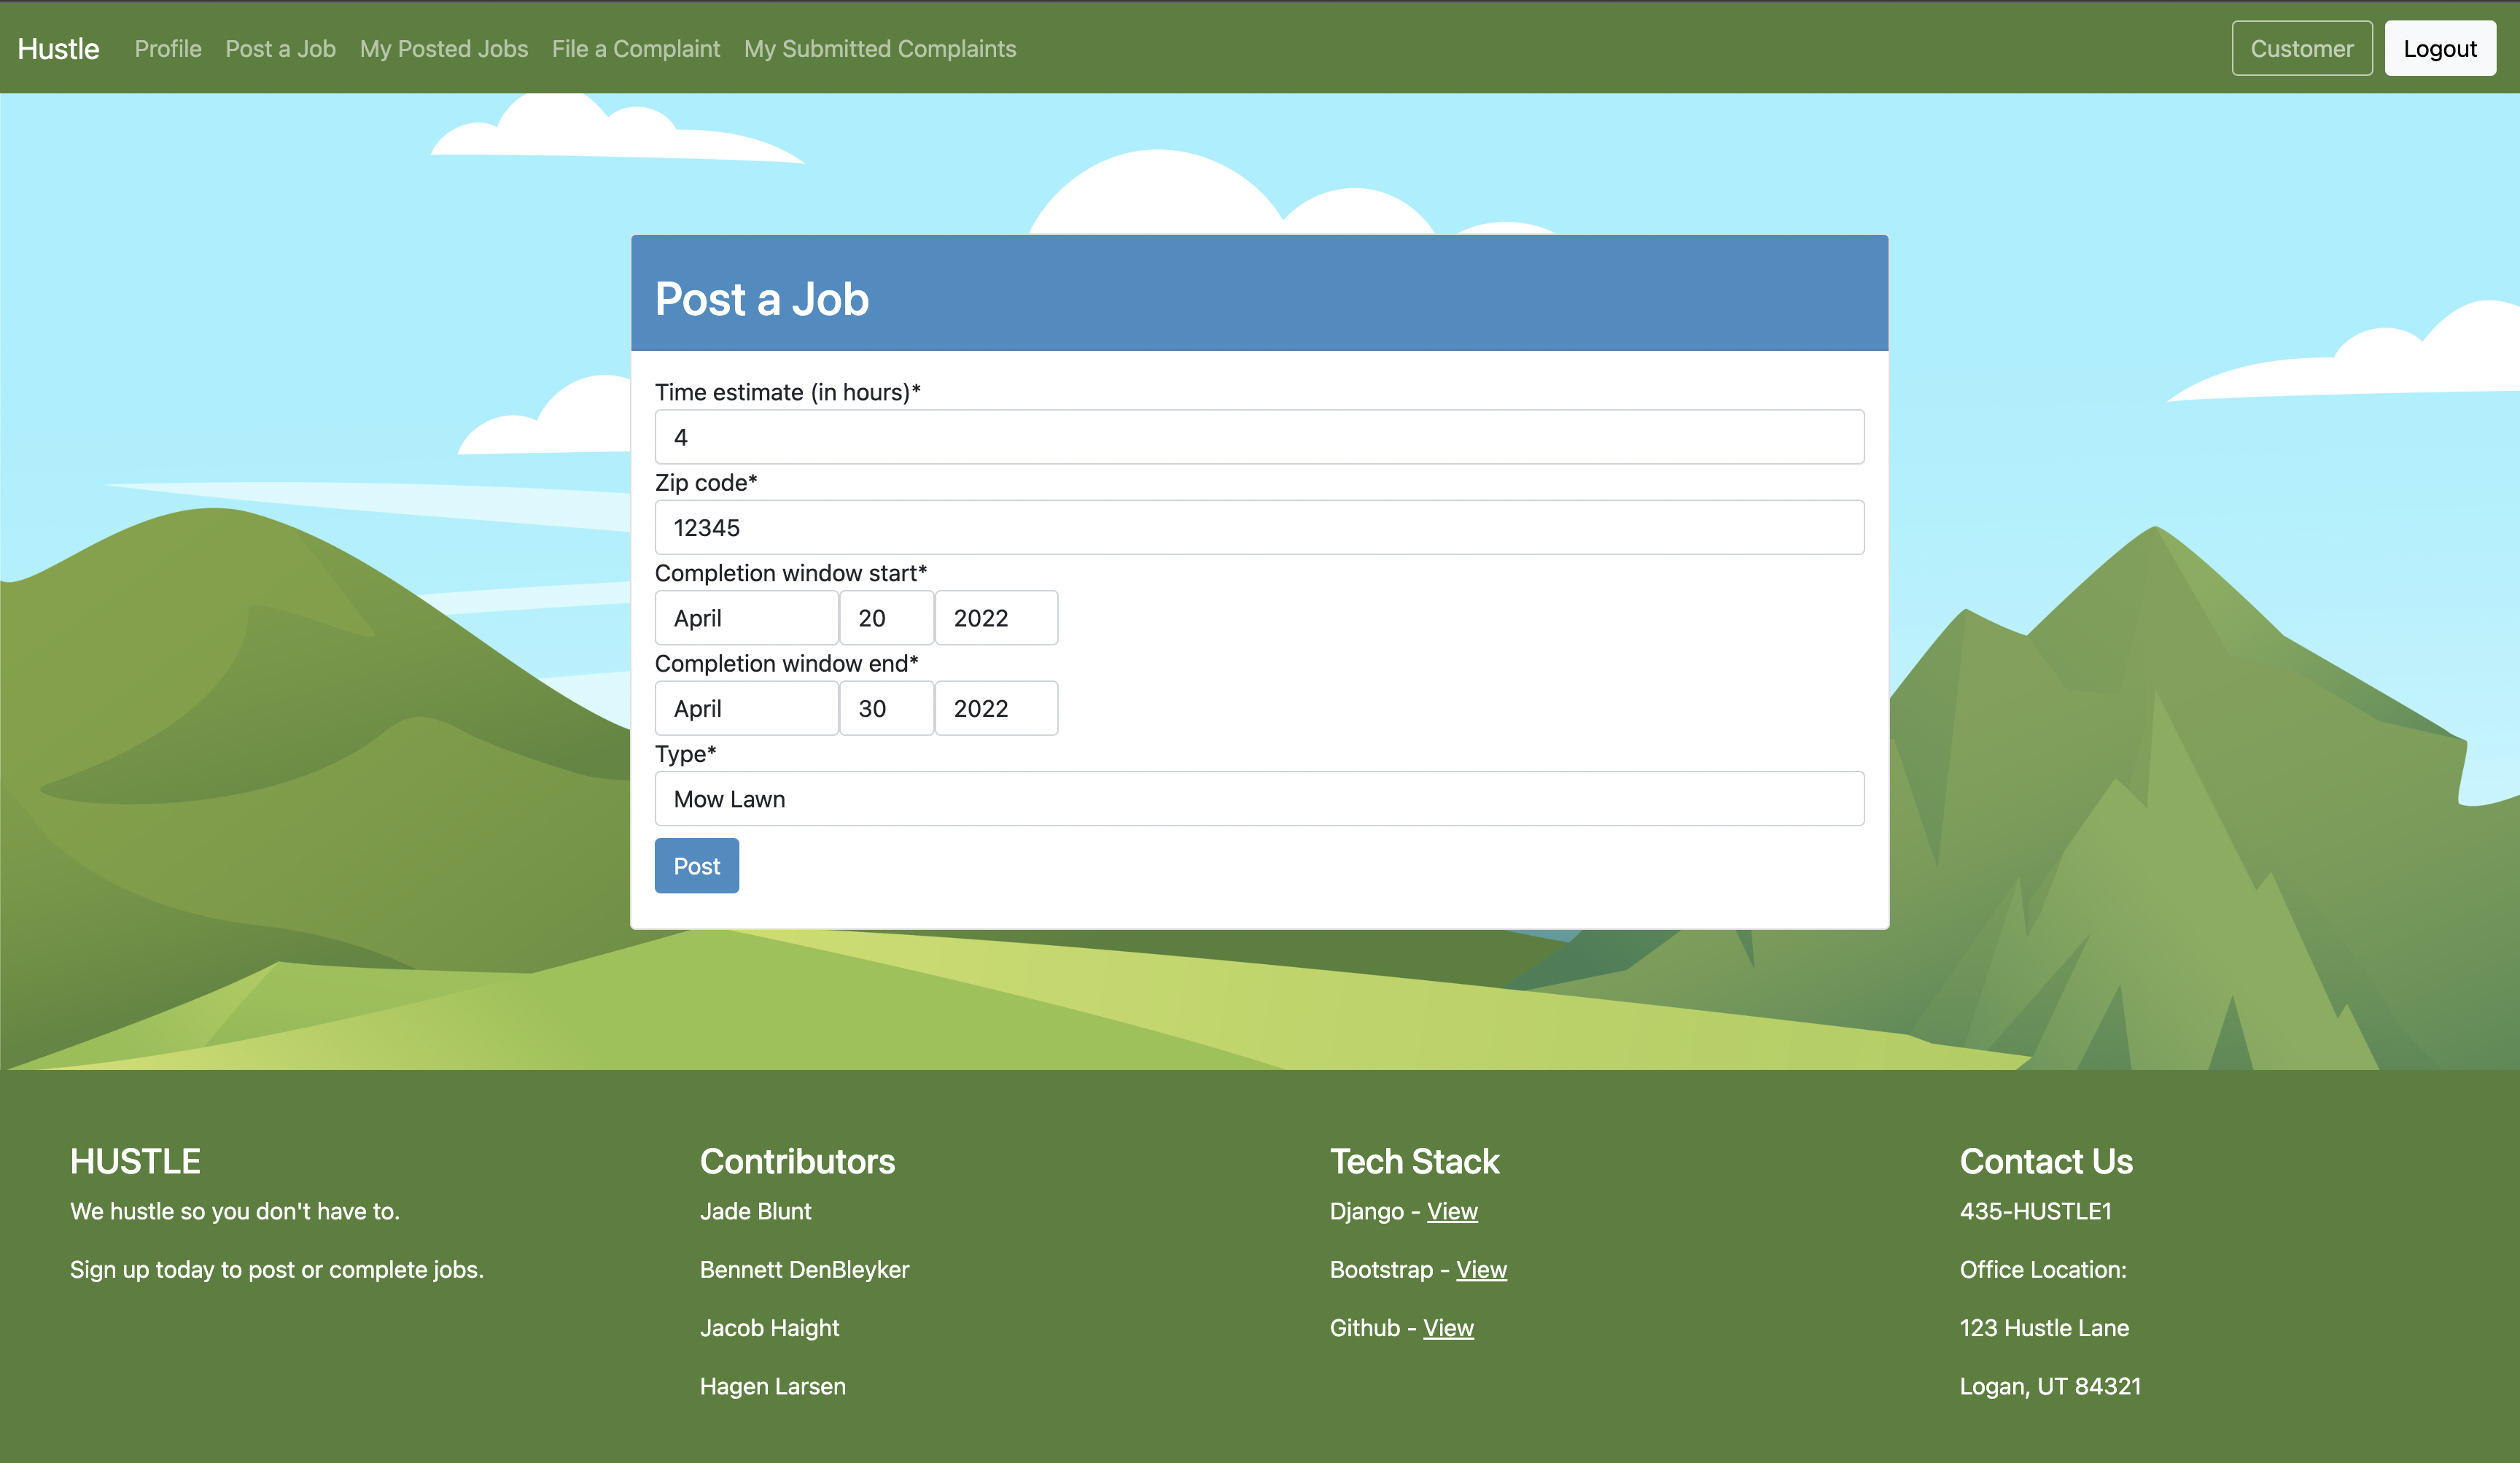 Hustle Profile Post a Job My Posted Jobs File a Complaint My Submitted Complaints Customer Logout
Post a Job
Time estimate (in hours)*
4
Zip code*
12345
Completion window start*
April 20 2022
Completion window end*
April 30 2022
Type*
Mow Lawn
Post
HUSTLE
We hustle so you don't have to.
Sign up today to post or complete jobs.
Contributors
Jade Blunt
Bennett DenBleyker
Jacob Haight
Hagen Larsen
Tech Stack
Django - View
Bootstrap - View
Github - View
Contact Us
435-HUSTLE1
Office Location:
123 Hustle Lane
Logan, UT 84321